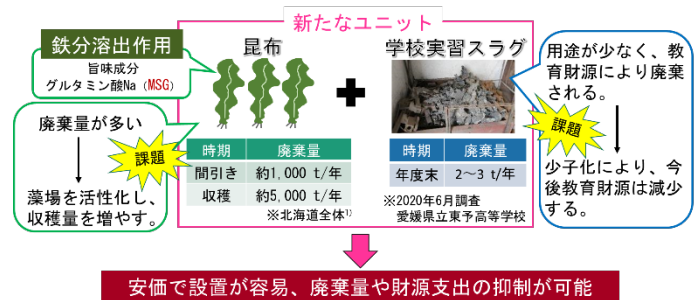 新たなユニット
鉄分溶出作用
旨味成分
グルタミン酸Na（MSG）
昆布
学校実習スラグ
用途が少なく、教
育財源により廃棄
される。
課題
少子化により、今
後教育財源は減少
する。
廃棄量が多い
課題
藻場を活性化し、
収穫量を増やす。
時期 廃棄量
間引き 約1,000 t/年
収穫 約5,000 t/年
※北海道全体1)
時期 廃棄量
年度末 2～3 t/年
※2020年6月調査
愛媛県立東予高等学校
安価で設置が容易、廃棄量や財源支出の抑制が可能